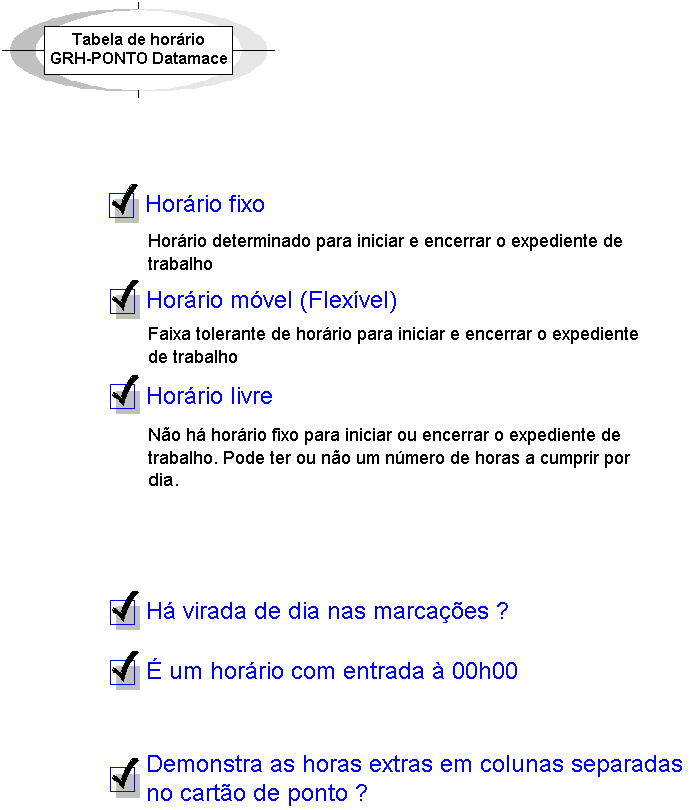 Tabela de horário
GRH-PONTO Datamace
Horário fixo
Horário determinado para iniciar e encerrar o expediente de
trabalho
Horário móvel (Flexível)
Faixa tolerante de horário para iniciar e encerrar o expediente
de trabalho
Horário livre
Não há horário fixo para iniciar ou encerrar o expediente de
trabalho. Pode ter ou não um número de horas a cumprir por
dia.
Há virada de dia nas marcações ?
É um horário com entrada à 00h00
Demonstra as horas extras em colunas separadas
no cartão de ponto ?